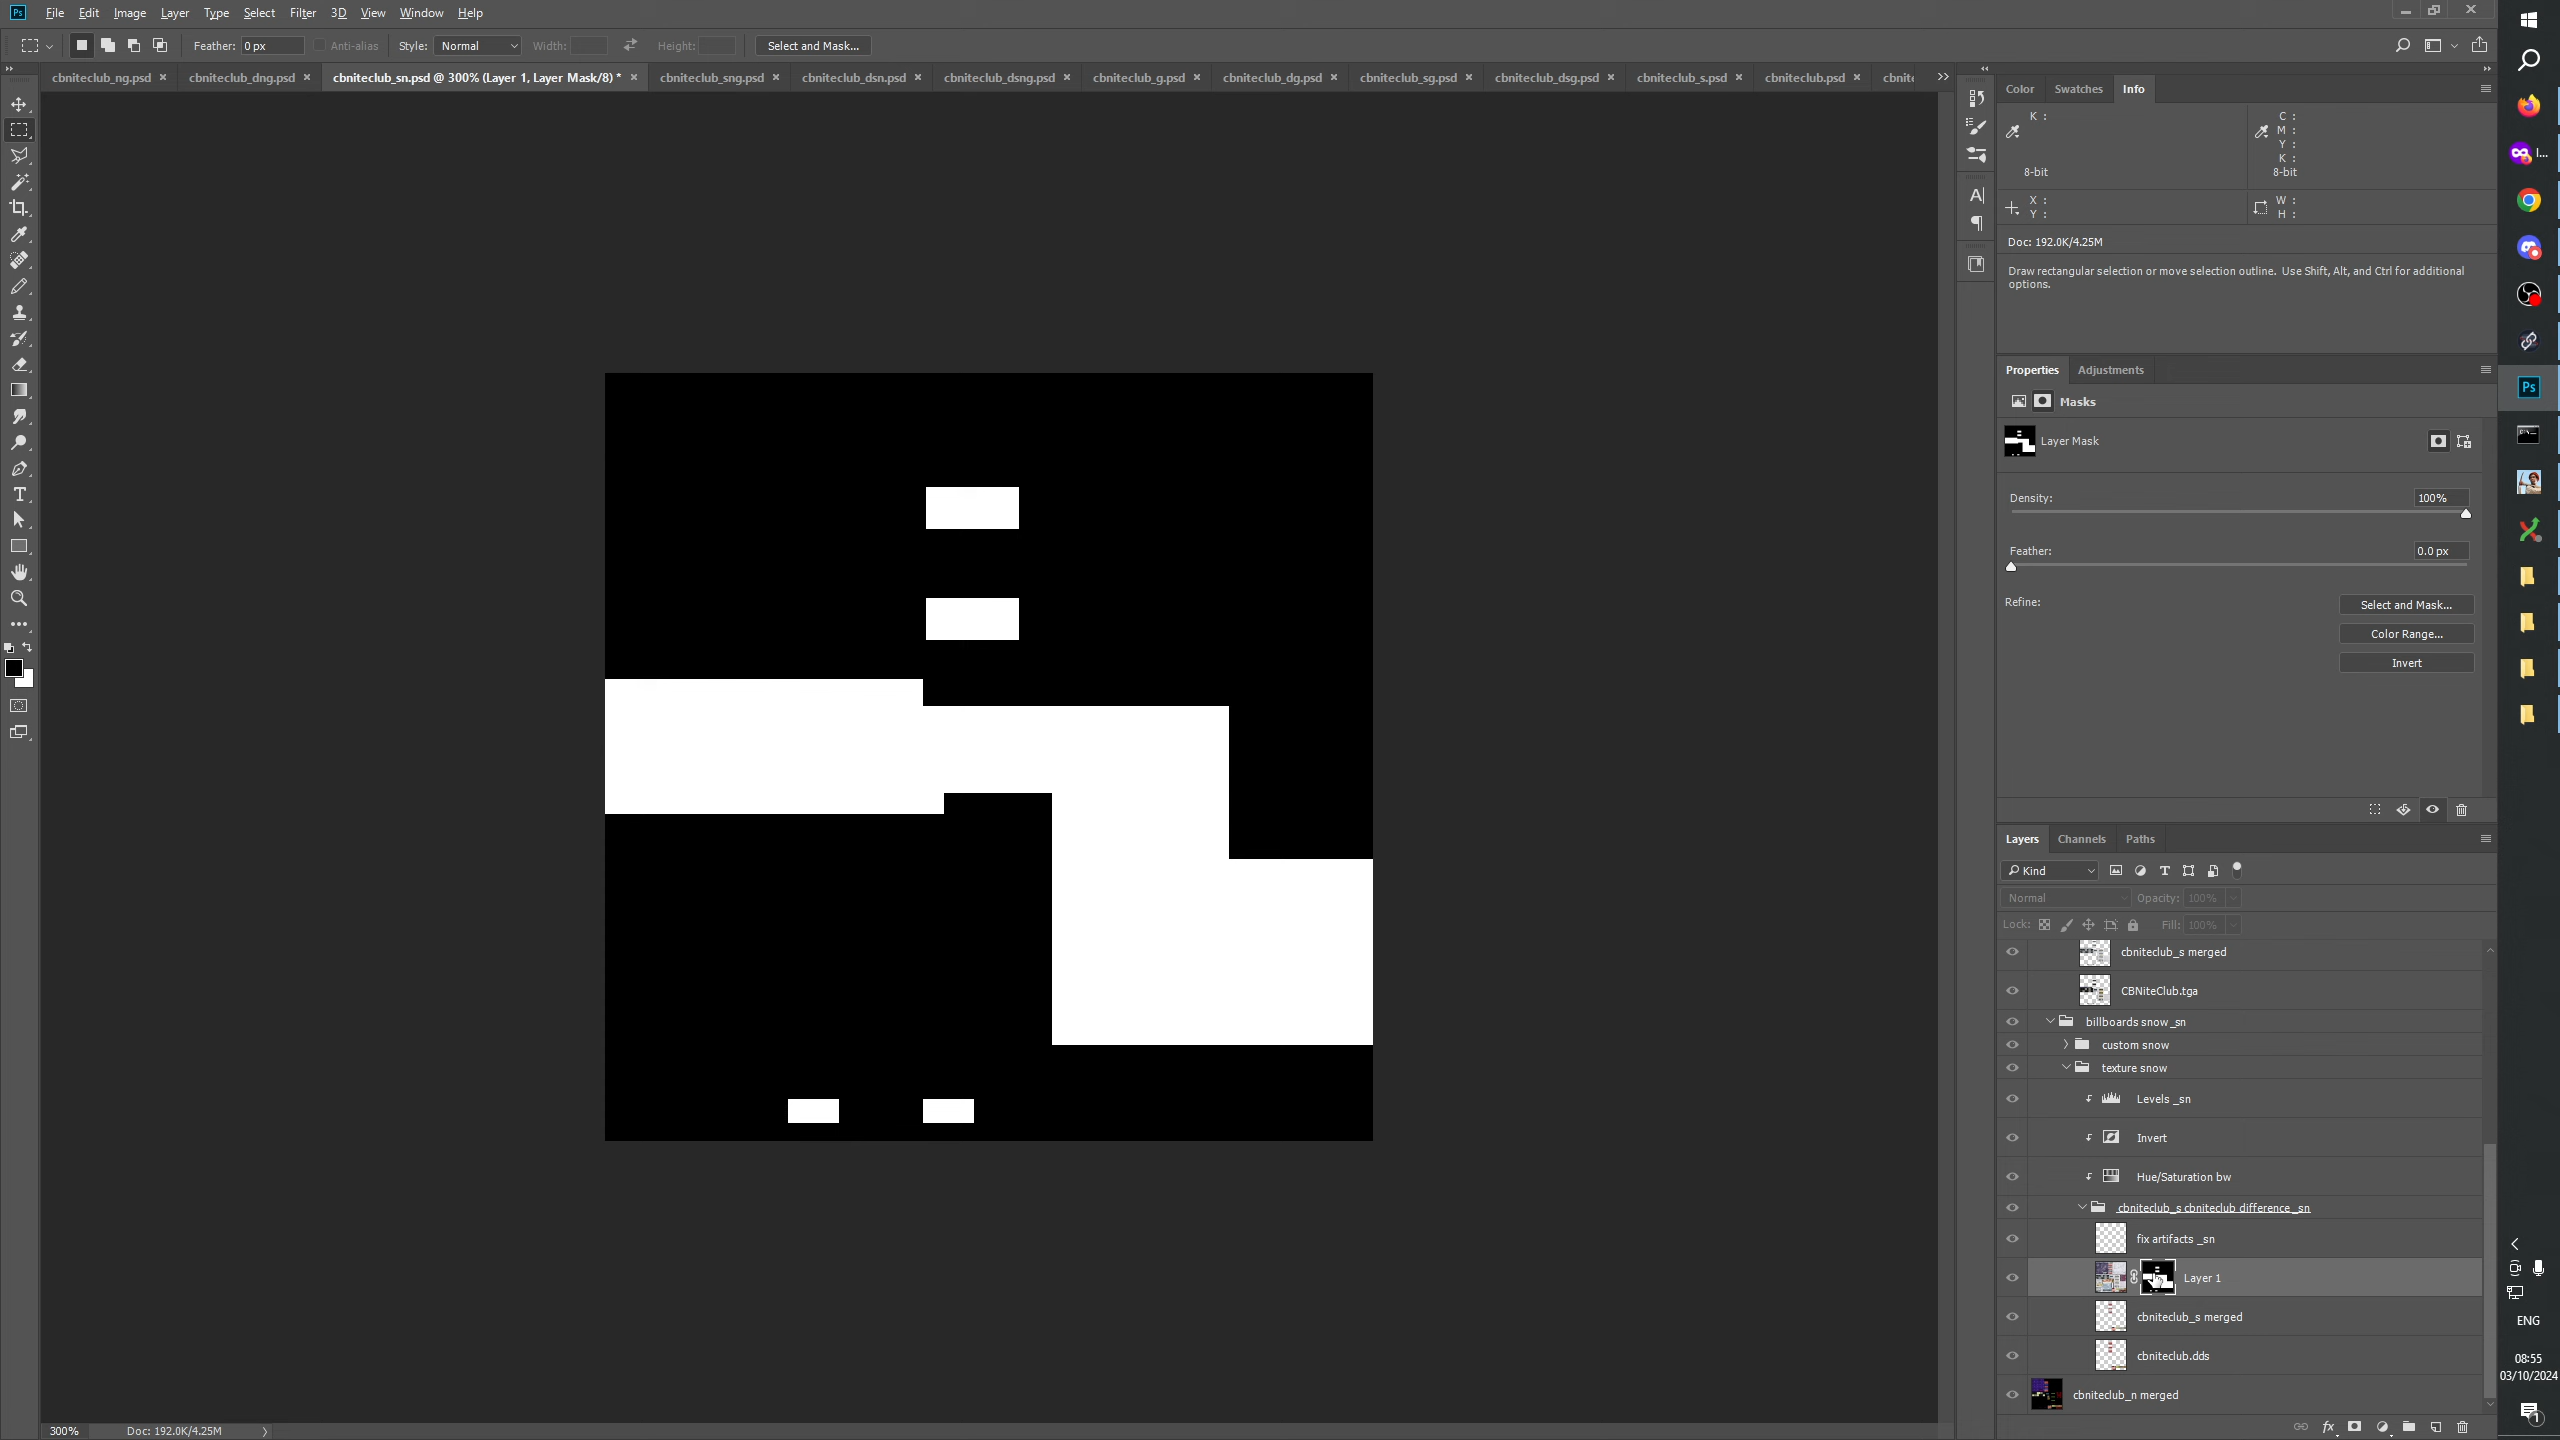 Ps File Edit Image Layer Type Select Filter 3D View Window Help
Feather: 0 px Anti-alias Style: Normal Width: Height: Select and Mask...
cbniteclub_ng.psd × cbniteclub_dng.psd × cbniteclub_sn.psd @ 300% (Layer 1, Layer Mask/8) * × cbniteclub_sng.psd × cbniteclub_dsn.psd × cbniteclub_dsng.psd × cbniteclub_g.psd × cbniteclub_dg.psd × cbniteclub_sg.psd × cbniteclub_dsg.psd × cbniteclub_s.psd × cbniteclub.psd × cbnite
Color Swatches Info
K :
8-bit
C :
M :
Y :
K :
8-bit
X :
Y :
W :
H :
Doc: 192.0K/4.25M
Draw rectangular selection or move selection outline. Use Shift, Alt, and Ctrl for additional
options.
Properties Adjustments
Masks
Layer Mask
Density: 100%
Feather: 0.0 px
Refine: Select and Mask...
Color Range...
Invert
Layers Channels Paths
Kind
Normal Opacity: 100%
Lock: Fill: 100%
cbniteclub_s merged
CBNiteClub.tga
billboards snow _sn
custom snow
texture snow
Levels _sn
Invert
Hue/Saturation bw
cbniteclub_s cbniteclub difference _sn
fix artifacts _sn
Layer 1
cbniteclub_s merged
cbniteclub.dds
cbniteclub_n merged
300% Doc: 192.0K/4.25M
I...
Ps
ENG
08:55
03/10/2024
1